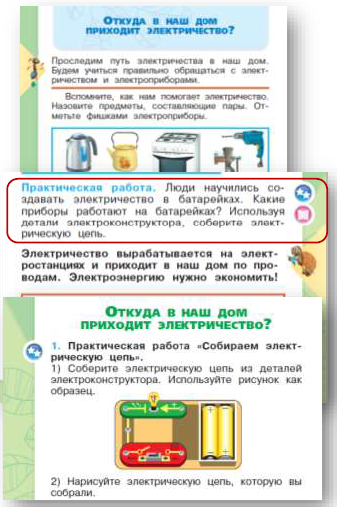 ОТКУДА В НАШ ДОМ
ПРИХОДИТ ЭЛЕКТРИЧЕСТВО?
Проследим путь электричества в наш дом.
Будем учиться правильно обращаться с элект-
ричеством и электроприборами.
Вспомните, как нам помогает электричество.
Назовите предметы, составляющие пары. От-
метьте фишками электроприборы.
Практическая работа. Люди научились со-
здавать электричество в батарейках. Какие
приборы работают на батарейках? Используя
детали электроконструктора, соберите элект-
рическую цепь.
Электричество вырабатывается на элект-
ростанциях и приходит в наш дом по про-
водам. Электроэнергию нужно экономить!
ОТКУДА В НАШ ДОМ
ПРИХОДИТ ЭЛЕКТРИЧЕСТВО?
1. Практическая работа «Собираем элект-
рическую цепь».
1) Соберите электрическую цепь из деталей
электроконструктора. Используйте рисунок как
образец.
2) Нарисуйте электрическую цепь, которую вы
собрали.